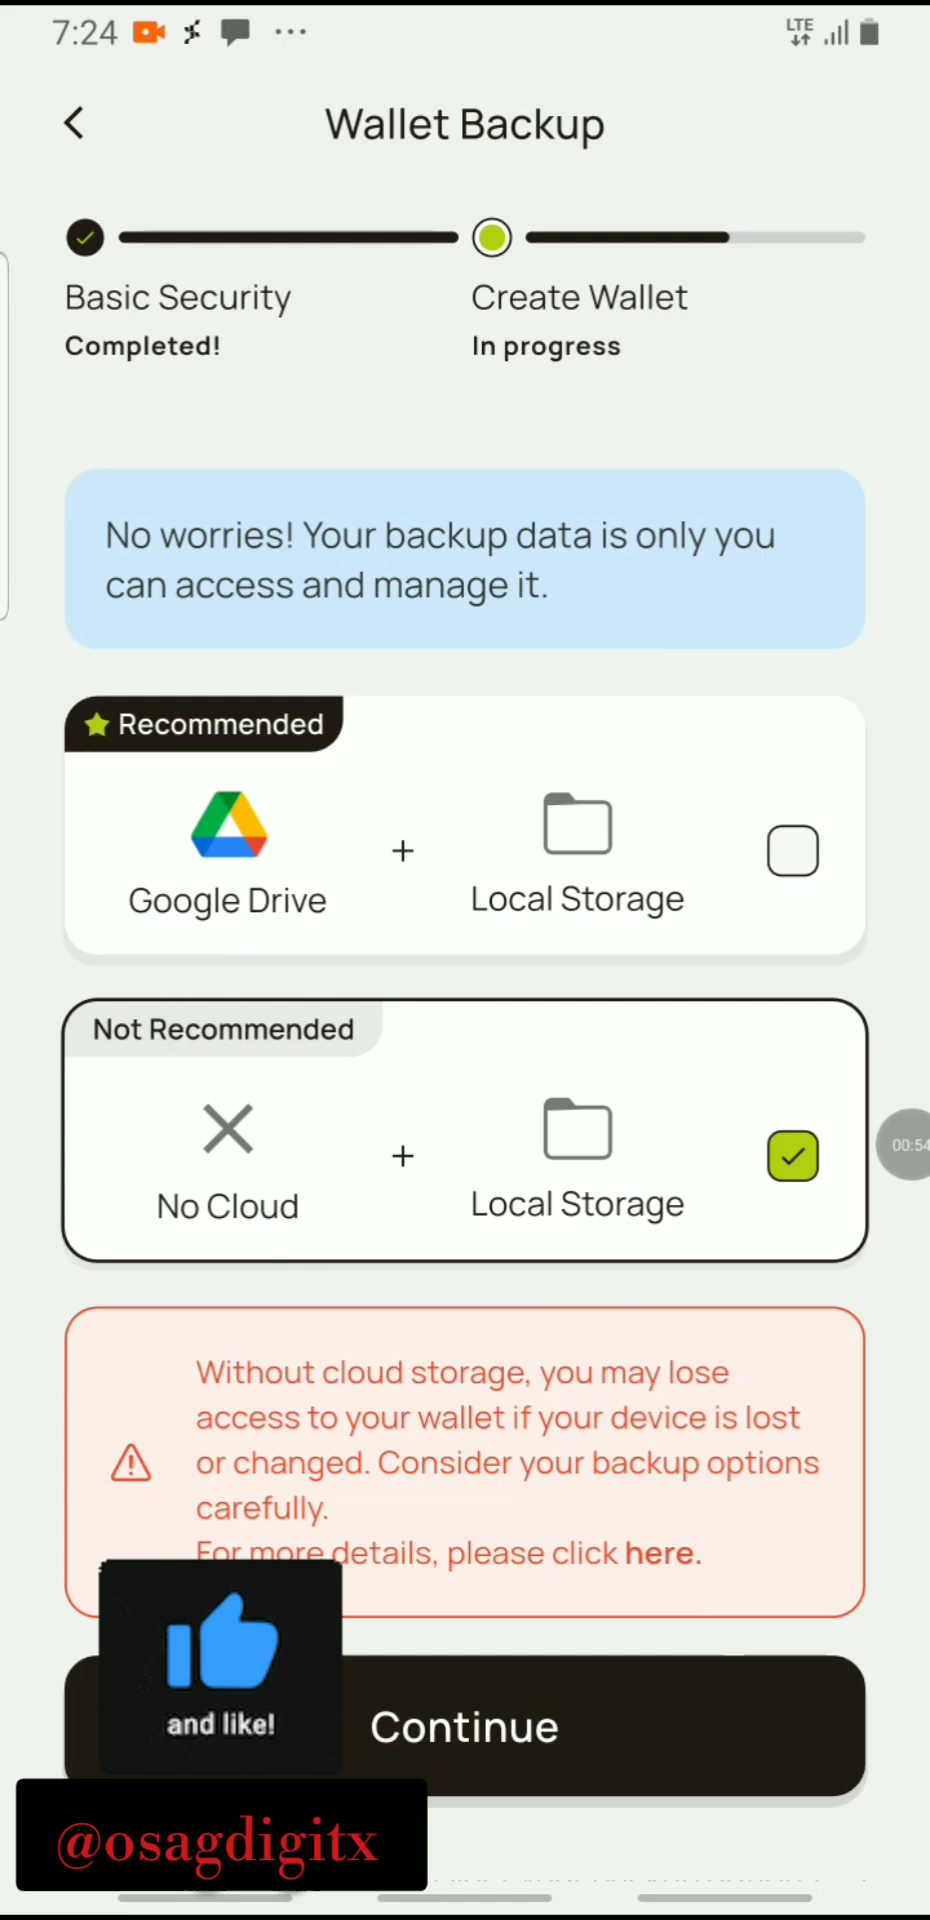 7:24
LTE
Wallet Backup
Basic Security
Completed!
Create Wallet
In progress
No worries! Your backup data is only you
can access and manage it.
Recommended
Google Drive
+
Local Storage
Not Recommended
No Cloud
+
Local Storage
00:54
Without cloud storage, you may lose
access to your wallet if your device is lost
or changed. Consider your backup options
carefully.
For more details, please click here.
and like!
Continue
@osagdigitx